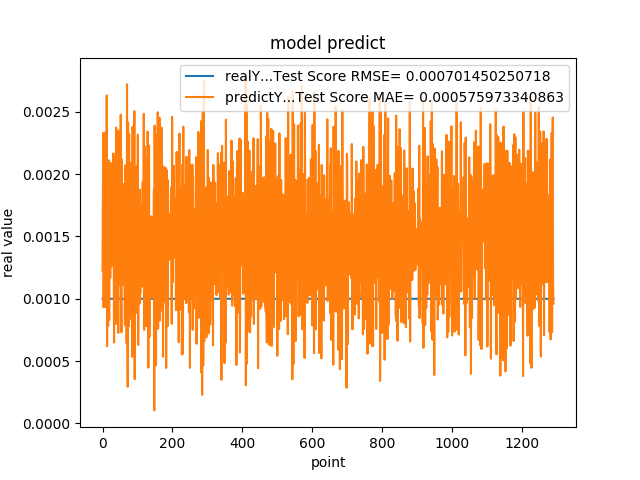 model predict
realY...Test Score RMSE= 0.000701450250718
predictY...Test Score MAE= 0.000575973340863
real value
0.0025
0.0020
0.0015
0.0010
0.0005
0.0000
0 200 400 600 800 1000 1200
point